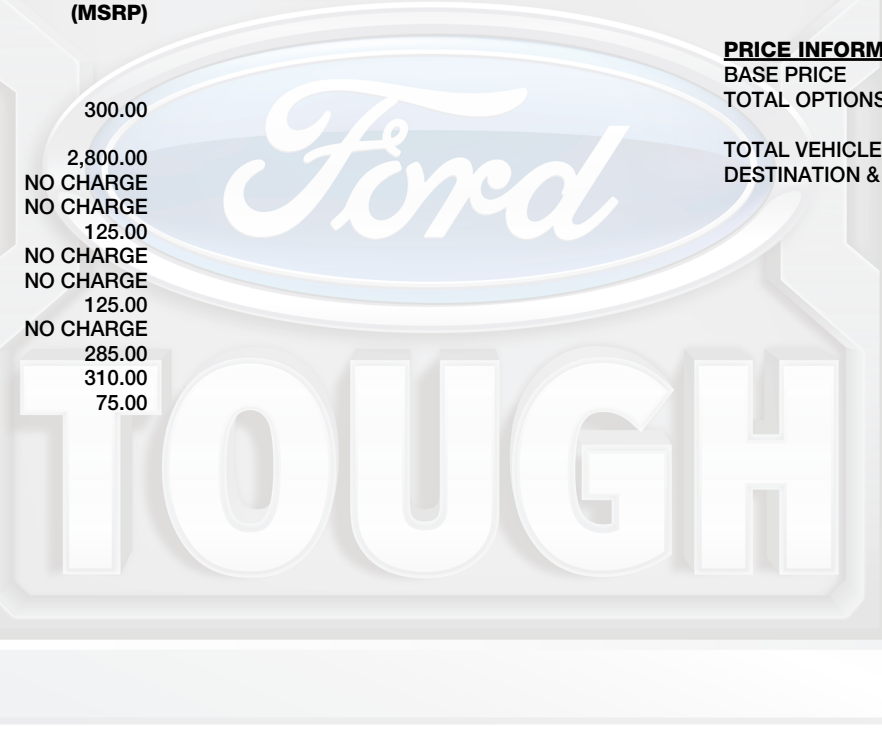 (MSRP)
300.00
2,800.00
NO CHARGE
NO CHARGE
125.00
NO CHARGE
NO CHARGE
125.00
NO CHARGE
285.00
310.00
75.00
PRICE INFORM
BASE PRICE
TOTAL OPTIONS
TOTAL VEHICLE
DESTINATION &
Ford
TOUGH